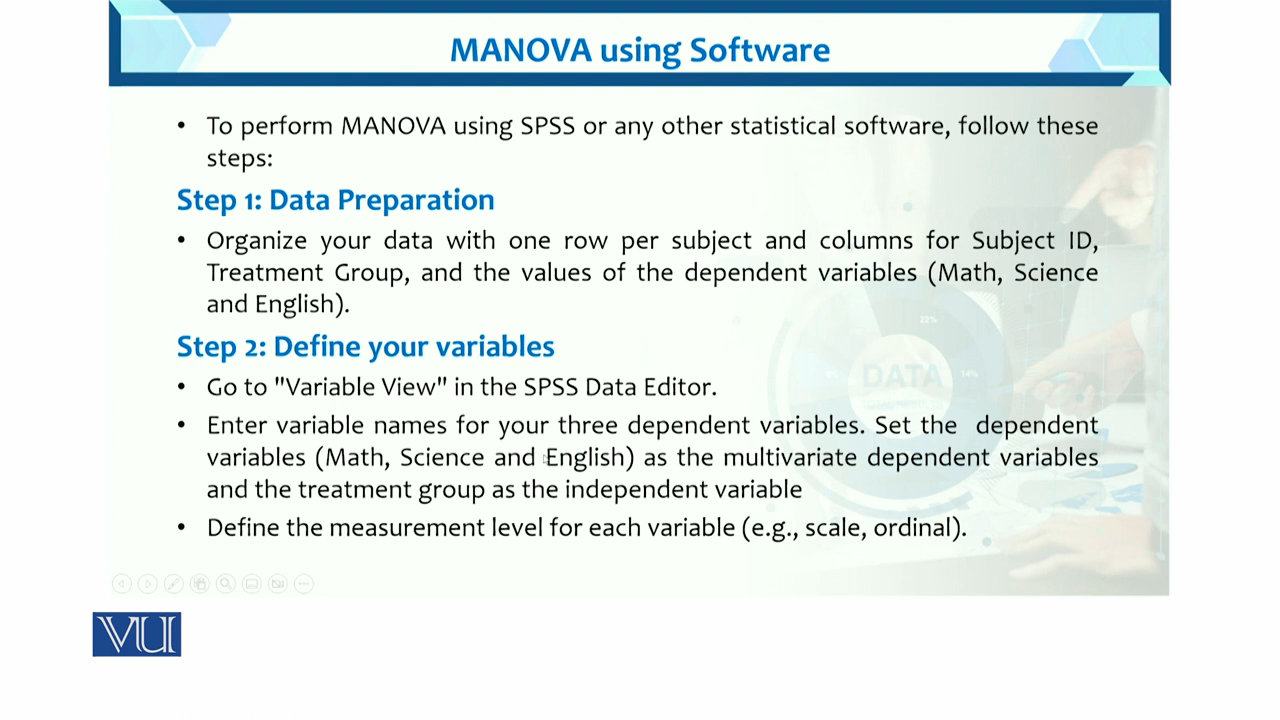 MANOVA using Software
• To perform MANOVA using SPSS or any other statistical software, follow these
steps:
Step 1: Data Preparation
• Organize your data with one row per subject and columns for Subject ID,
Treatment Group, and the values of the dependent variables (Math, Science
and English).
Step 2: Define your variables
• Go to "Variable View" in the SPSS Data Editor.
• Enter variable names for your three dependent variables. Set the dependent
variables (Math, Science and English) as the multivariate dependent variables
and the treatment group as the independent variable
• Define the measurement level for each variable (e.g., scale, ordinal).
22%
DATA
14%
VU